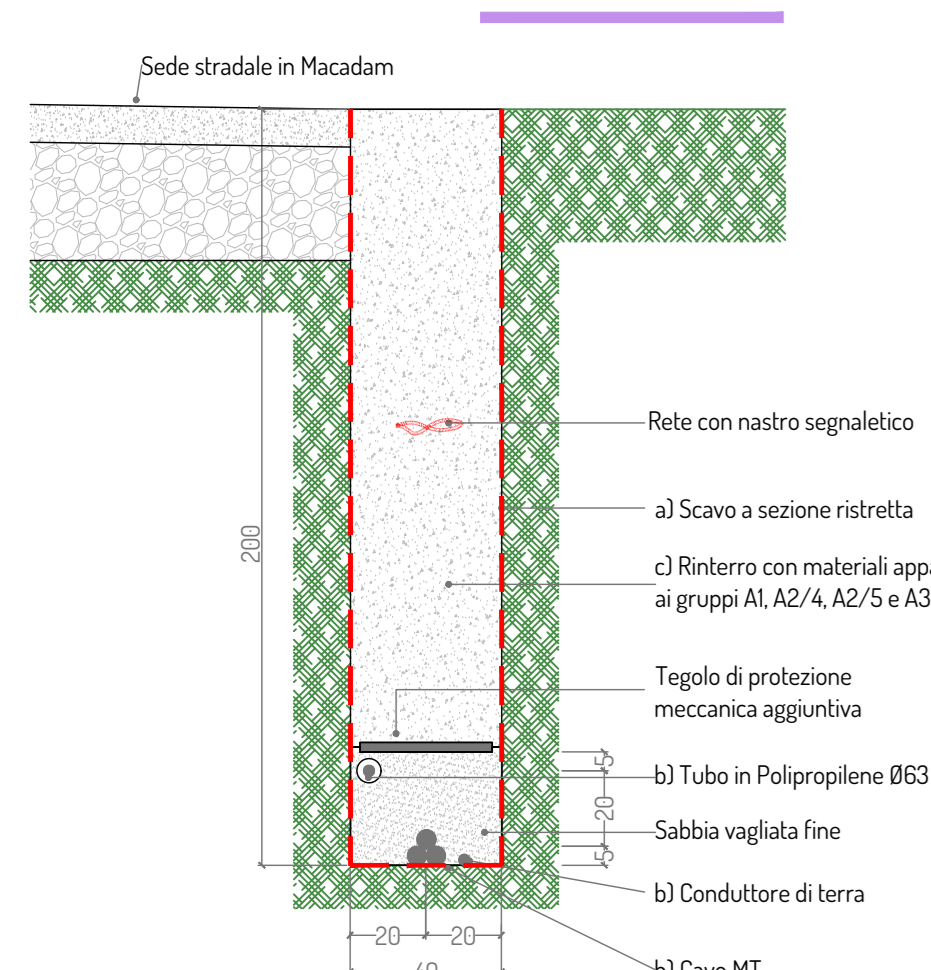 Sede stradale in Macadam
Rete con nastro segnaletico
a) Scavo a sezione ristretta
c) Rinterro con materiali
ai gruppi A1, A2/4, A2/5 e A3
200
Tegolo di protezione
meccanica aggiuntiva
5
b) Tubo in Polipropilene Ø63
20
Sabbia vagliata fine
5
b) Conduttore di terra
20 20
40
b) Cavo MT